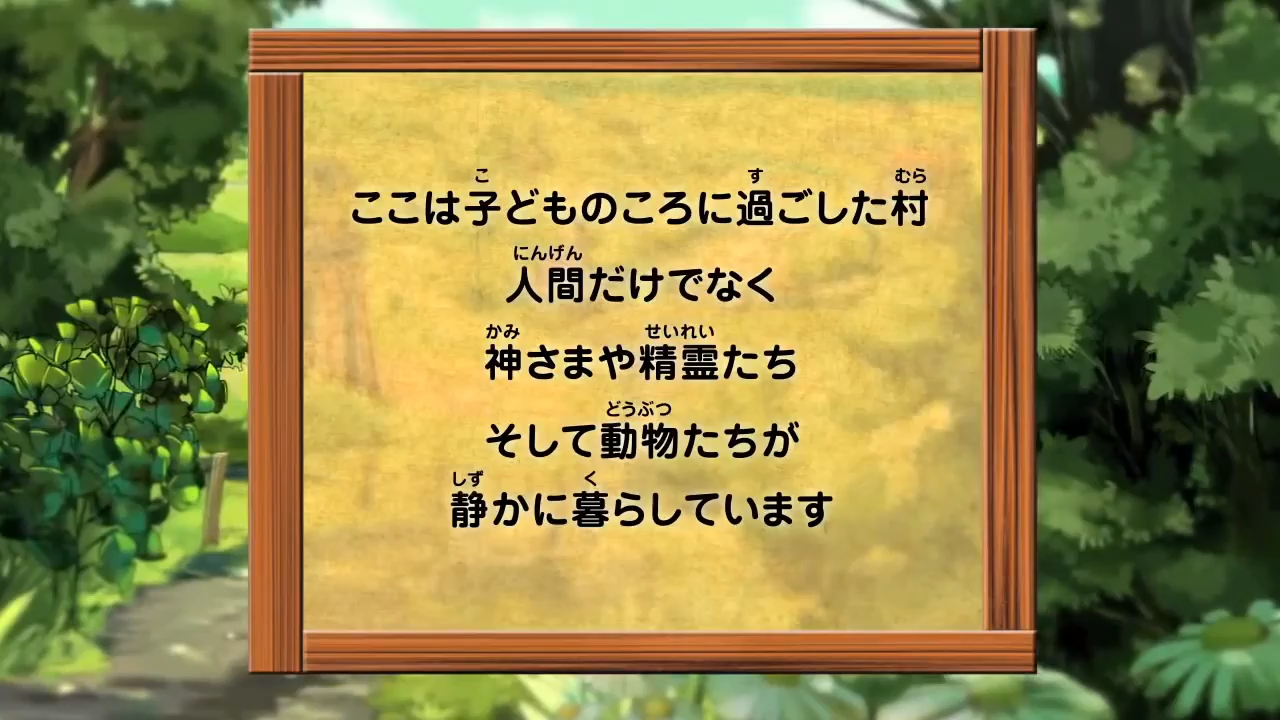 ここは子どものころに過ごした村
人間だけでなく
神さまや精霊たち
そして動物たちが
静かに暮らしています